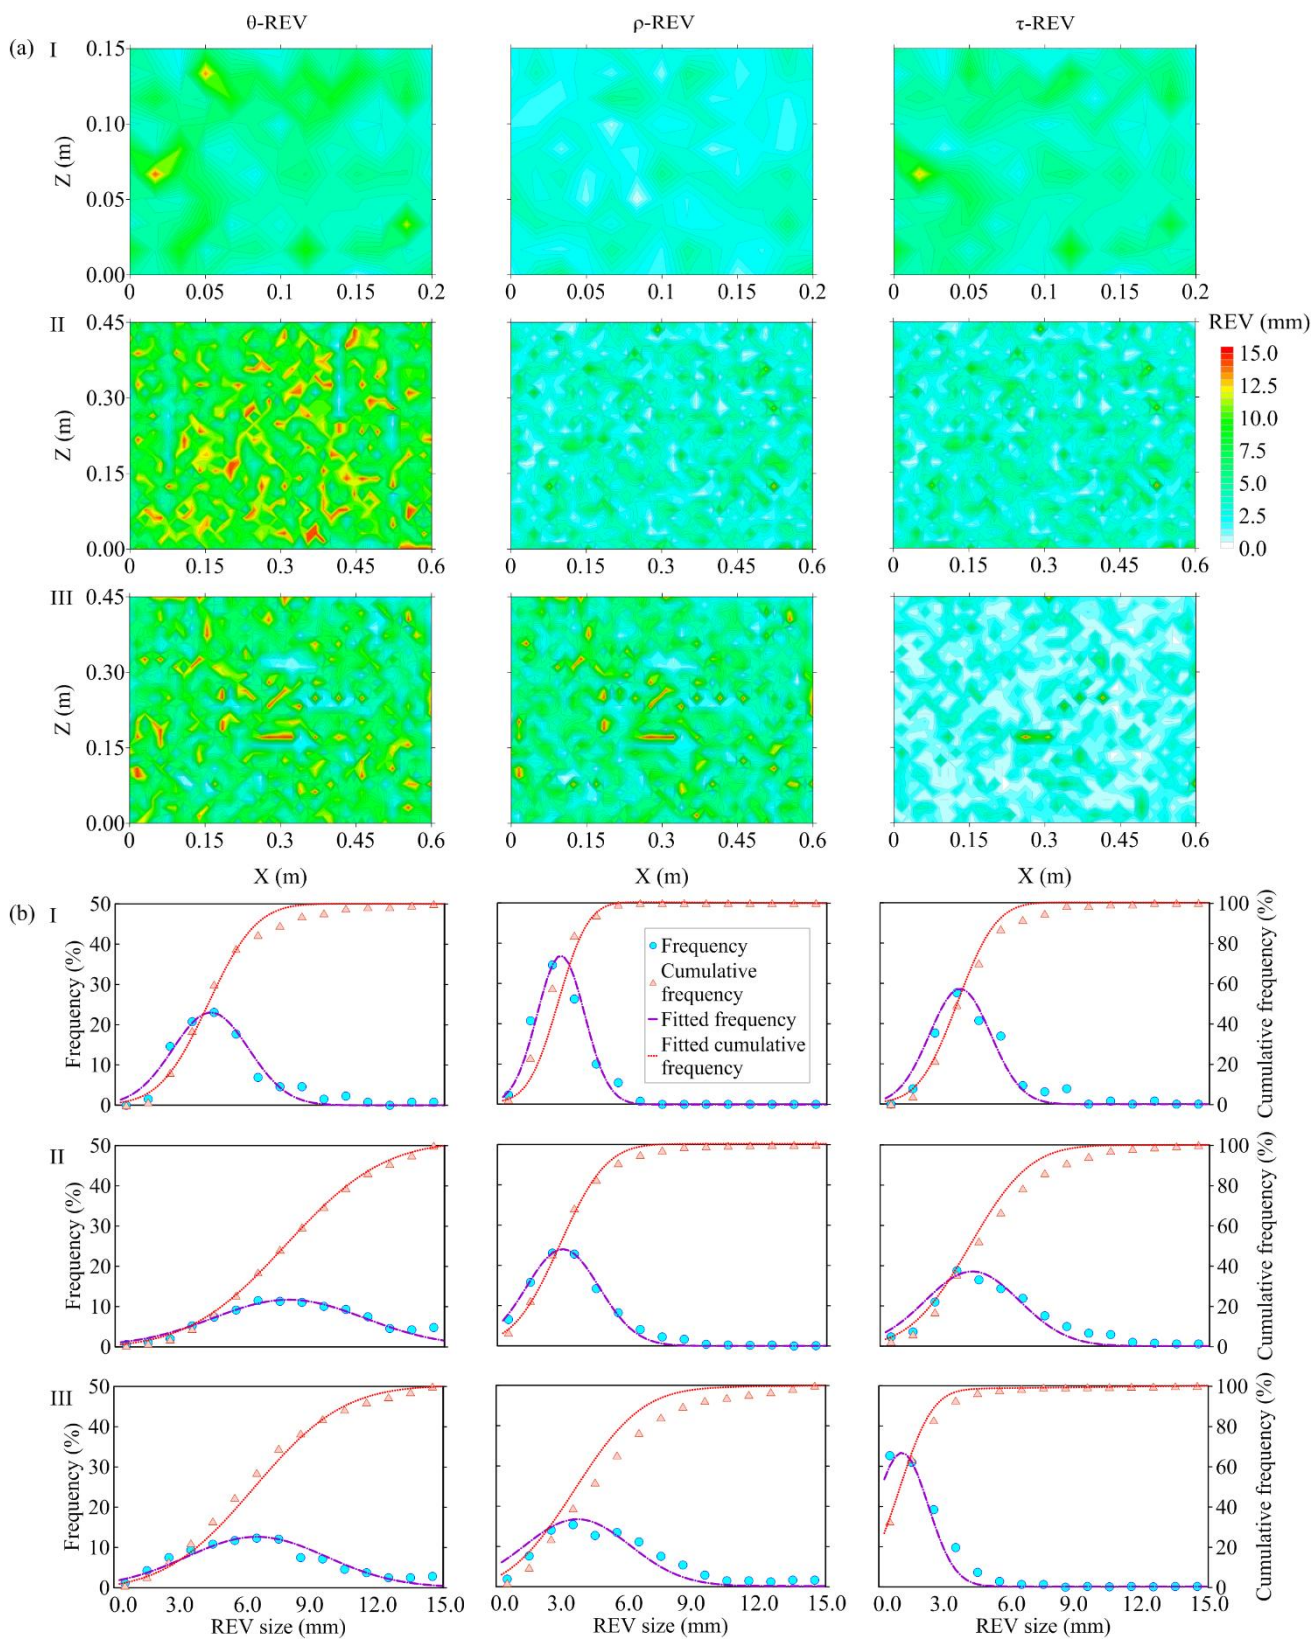 θ-REV
ρ-REV
τ-REV
(a) I
0.15
0.10
0.05
0.00
Z (m)
0 0.05 0.1 0.15 0.2
0 0.05 0.1 0.15 0.2
0 0.05 0.1 0.15 0.2
II
0.45
0.30
0.15
0.00
Z (m)
0 0.15 0.3 0.45 0.6
0 0.15 0.3 0.45 0.6
0 0.15 0.3 0.45 0.6
REV (mm)
15.0
12.5
10.0
7.5
5.0
2.5
0.0
III
0.45
0.30
0.15
0.00
Z (m)
0 0.15 0.3 0.45 0.6
0 0.15 0.3 0.45 0.6
0 0.15 0.3 0.45 0.6
X (m)
X (m)
X (m)
(b) I
50
40
30
20
10
0
Frequency (%)
Frequency
Cumulative
frequency
Fitted frequency
Fitted cumulative
frequency
100
80
60
40
20
0
Cumulative frequency (%)
II
50
40
30
20
10
0
Frequency (%)
100
80
60
40
20
0
Cumulative frequency (%)
III
50
40
30
20
10
0
Frequency (%)
100
80
60
40
20
0
Cumulative frequency (%)
0.0 3.0 6.0 9.0 12.0 15.0
0.0 3.0 6.0 9.0 12.0 15.0
0.0 3.0 6.0 9.0 12.0 15.0
REV size (mm)
REV size (mm)
REV size (mm)